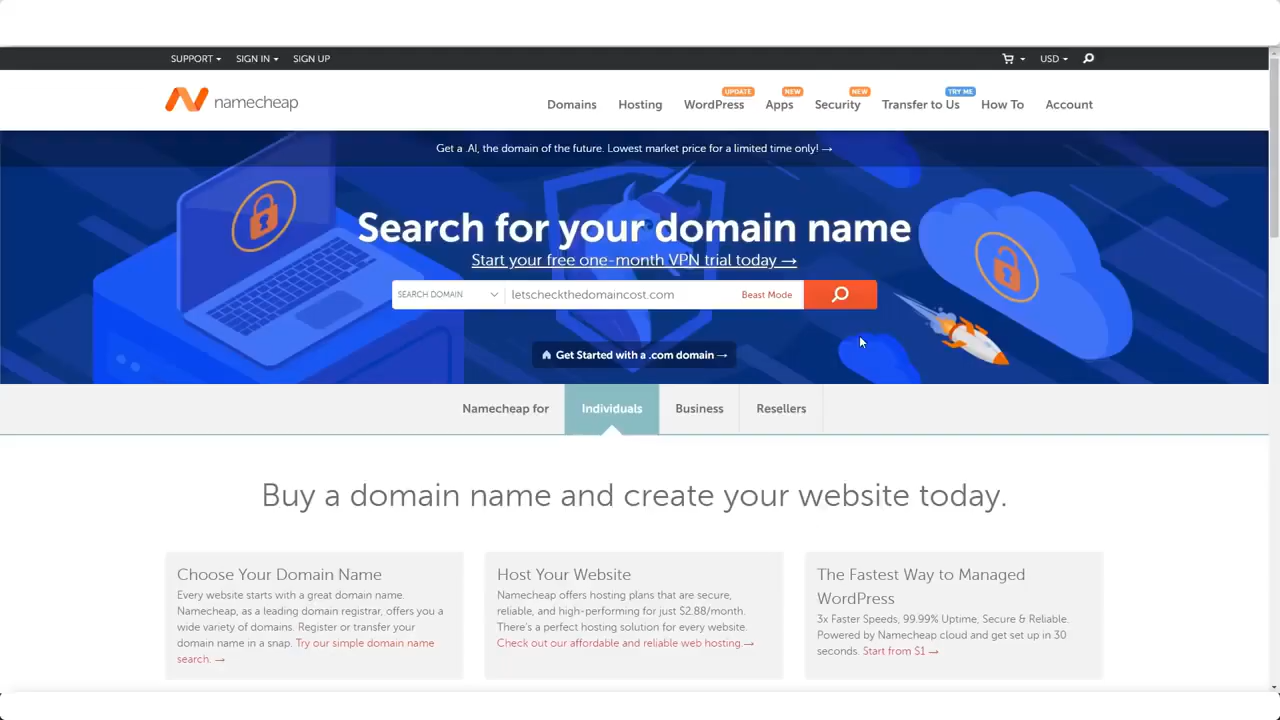 SUPPORT SIGN IN SIGN UP USD
namecheap
Domains Hosting WordPress UPDATE Apps NEW Security NEW Transfer to Us TRY ME How To Account
Get a .AI, the domain of the future. Lowest market price for a limited time only! →
Search for your domain name
Start your free one-month VPN trial today →
SEARCH DOMAIN letscheckthedomaincost.com Beast Mode
Get Started with a .com domain →
Namecheap for Individuals Business Resellers
Buy a domain name and create your website today.
Choose Your Domain Name
Every website starts with a great domain name.
Namecheap, as a leading domain registrar, offers you a
wide variety of domains. Register or transfer your
domain name in a snap. Try our simple domain name
search. →
Host Your Website
Namecheap offers hosting plans that are secure,
reliable, and high-performing for just $2.88/month.
There's a perfect hosting solution for every website.
Check out our affordable and reliable web hosting →
The Fastest Way to Managed
WordPress
3x Faster Speeds, 99.99% Uptime, Secure & Reliable.
Powered by Namecheap cloud and get set up in 30
seconds. Start from $1 →